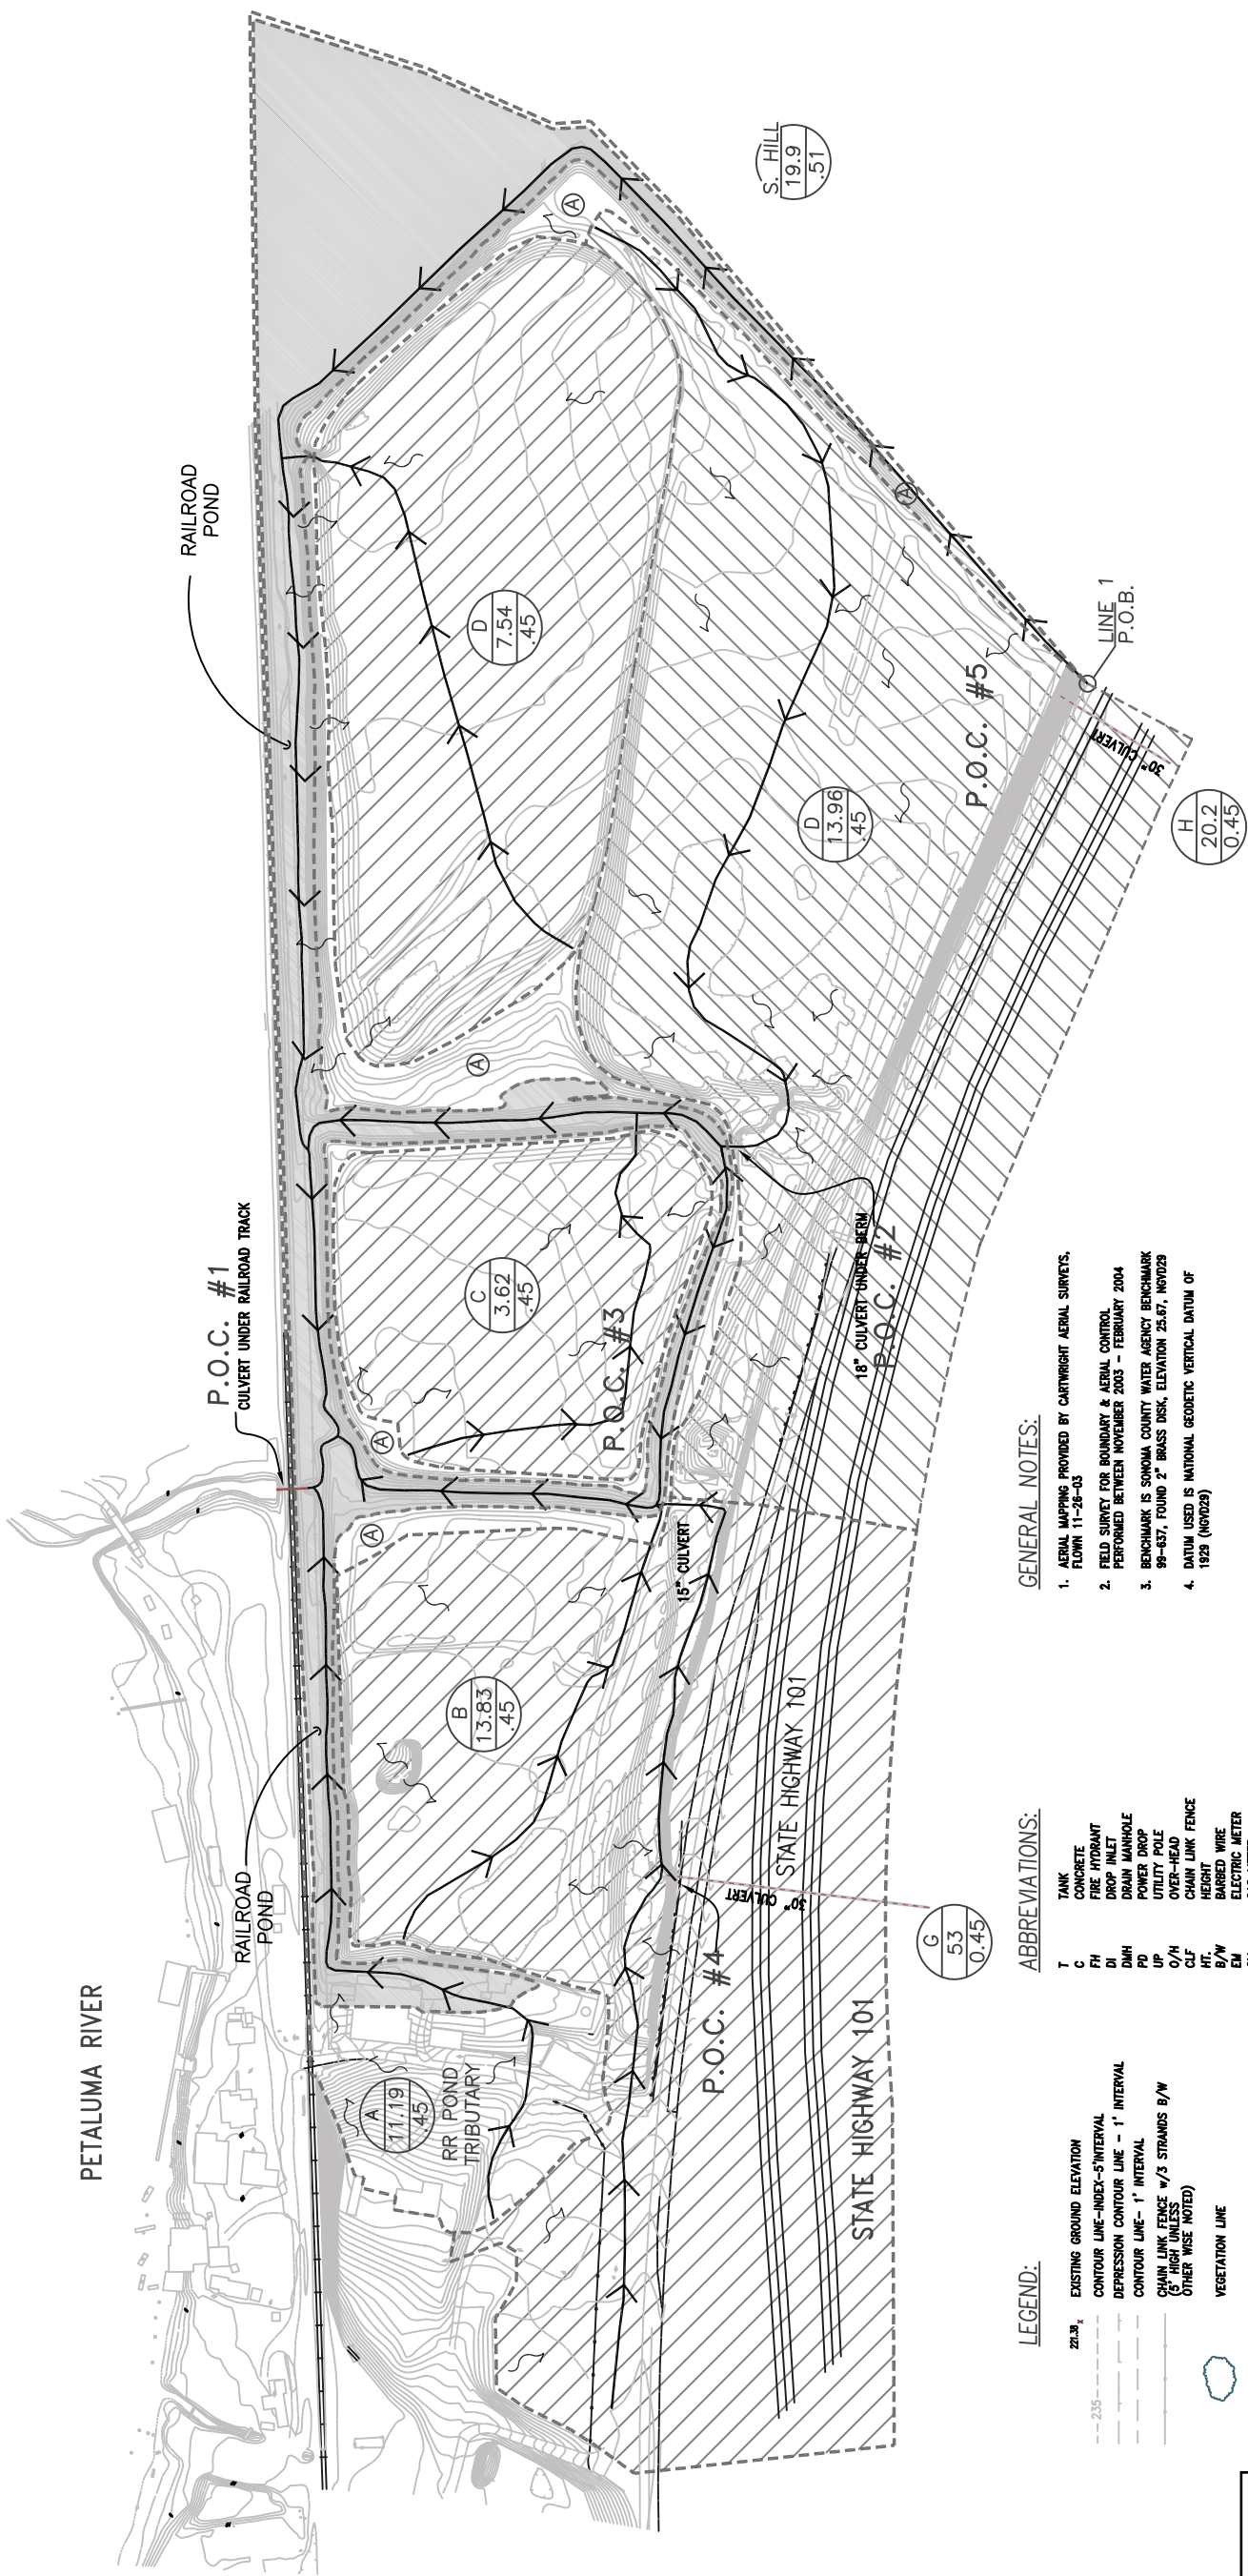 PETALUMA RIVER
RAILROAD
POND
P.O.C. #1
CULVERT UNDER RAILROAD TRACK
RAILROAD
POND
A
11.19
.45
RR POND
TRIBUTARY
B
13.83
.45
A
A
C
3.62
.45
P.O.C. #3
A
D
7.54
.45
A
S. HILL
19.9
.51
P.O.C. #4
30" CULVERT
15" CULVERT
18" CULVERT UNDER BERM
P.O.C. #2
D
13.96
.45
P.O.C. #5
A
LINE 1
P.O.B.
30" CULVERT
STATE HIGHWAY 101
STATE HIGHWAY 101
G
53
0.45
H
20.2
0.45
LEGEND:
221.38 x EXISTING GROUND ELEVATION
235 CONTOUR LINE-INDEX-5'INTERVAL
DEPRESSION CONTOUR LINE - 1' INTERVAL
CONTOUR LINE- 1' INTERVAL
CHAIN LINK FENCE w/3 STRANDS B/W
(5' HIGH UNLESS
OTHER WISE NOTED)
VEGETATION LINE
ABBREVIATIONS:
T TANK
C CONCRETE
FH FIRE HYDRANT
DI DROP INLET
DMH DRAIN MANHOLE
PD POWER DROP
UP UTILITY POLE
O/H OVER-HEAD
CLF CHAIN LINK FENCE
HT. HEIGHT
B/W BARBED WIRE
EM ELECTRIC METER
GENERAL NOTES:
1. AERIAL MAPPING PROVIDED BY CARTWRIGHT AERIAL SURVEYS,
FLOWN 11-26-03
2. FIELD SURVEY FOR BOUNDARY & AERIAL CONTROL
PERFORMED BETWEEN NOVEMBER 2003 - FEBRUARY 2004
3. BENCHMARK IS SONOMA COUNTY WATER AGENCY BENCHMARK
99-637, FOUND 2" BRASS DISK, ELEVATION 25.67, NGVD29
4. DATUM USED IS NATIONAL GEODETIC VERTICAL DATUM OF
1929 (NGVD29)